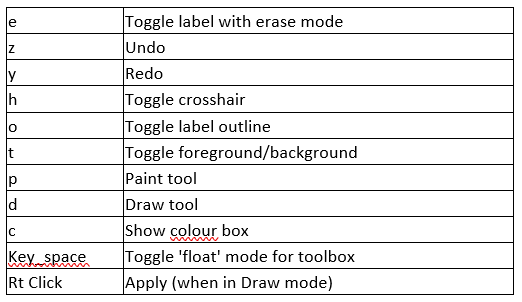 e Toggle label with erase mode
z Undo
y Redo
h Toggle crosshair
o Toggle label outline
t Toggle foreground/background
p Paint tool
d Draw tool
c Show colour box
Key_space Toggle 'float' mode for toolbox
Rt Click Apply (when in Draw mode)